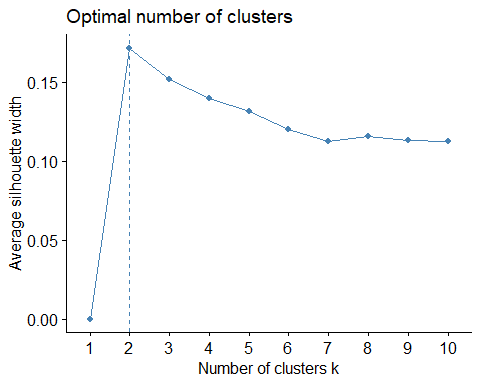 Optimal number of clusters
Average silhouette width
0.15
0.10
0.05
0.00
1 2 3 4 5 6 7 8 9 10
Number of clusters k